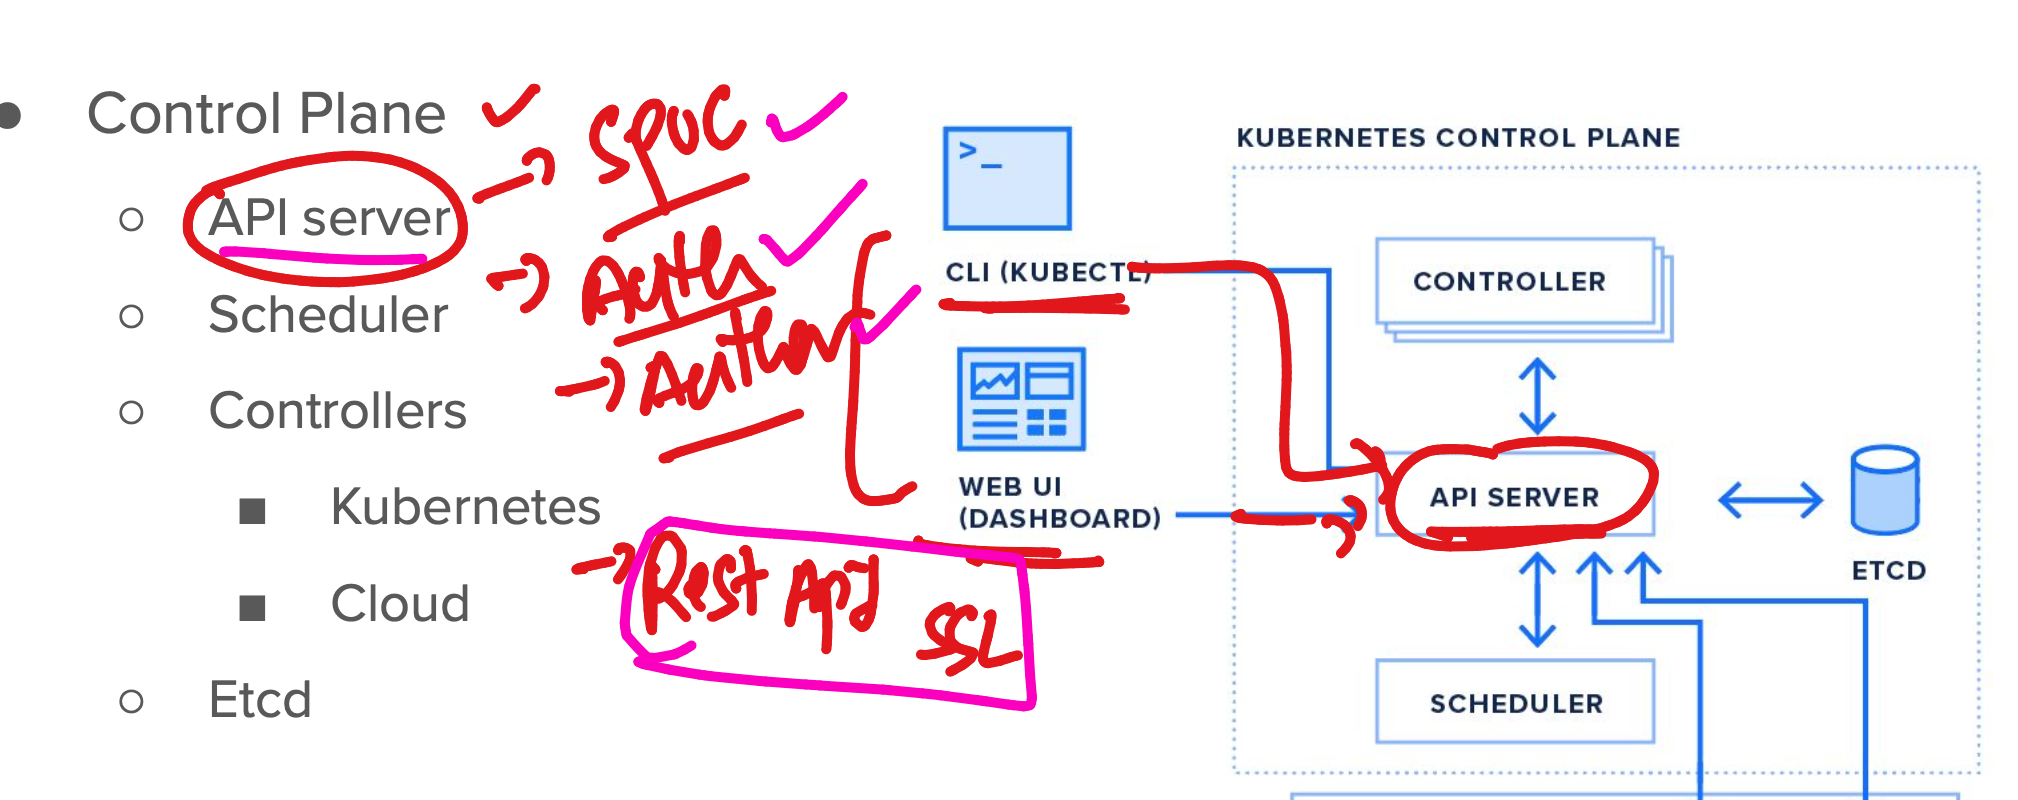 Control Plane
API server
Scheduler
Controllers
Kubernetes
Cloud
Etcd
SPOC
Auth
Author
Rest API SSL
>_
CLI (KUBECTL)
WEB UI
(DASHBOARD)
KUBERNETES CONTROL PLANE
CONTROLLER
API SERVER
ETCD
SCHEDULER